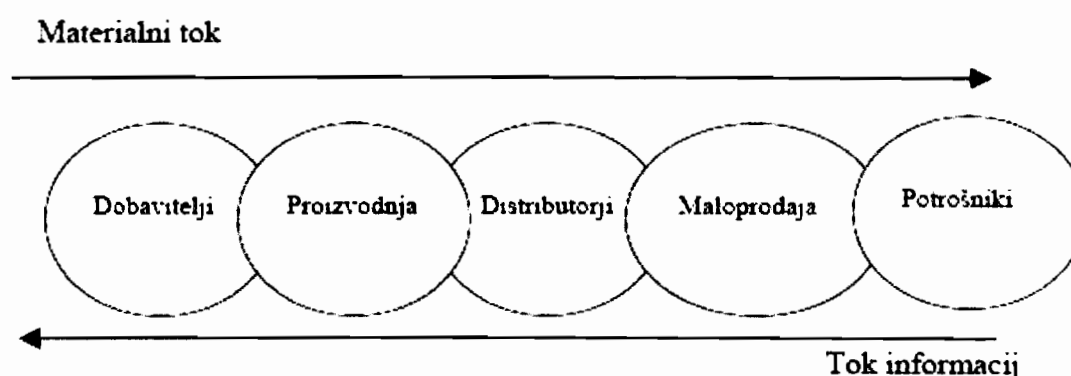 Materialni tok
Dobavitelji
Proizvodnja
Distributorji
Maloprodaja
Potrošniki
Tok informacij